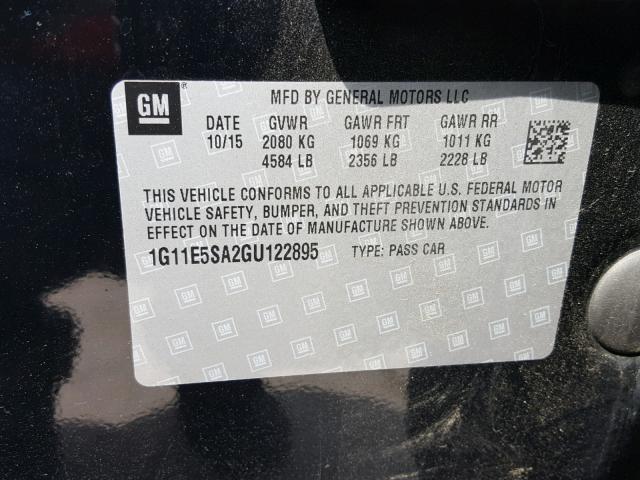 GM ®
MFD BY GENERAL MOTORS LLC
DATE GVWR GAWR FRT GAWR RR
10/15 2080 KG 1069 KG 1011 KG
4584 LB 2356 LB 2228 LB
THIS VEHICLE CONFORMS TO ALL APPLICABLE U.S. FEDERAL MOTOR
VEHICLE SAFETY, BUMPER, AND THEFT PREVENTION STANDARDS IN
EFFECT ON THE DATE OF MANUFACTURE SHOWN ABOVE.
1G11E5SA2GU122895 TYPE: PASS CAR